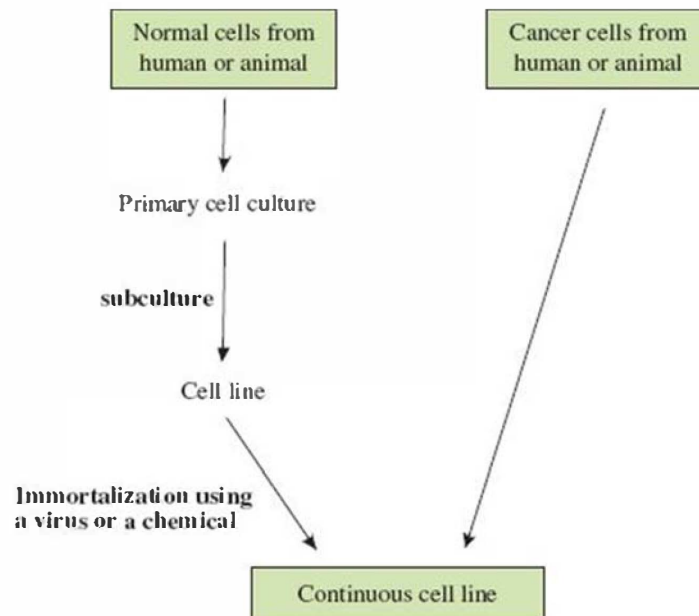 Normal cells from
human or animal
Cancer cells from
human or animal
Primary cell culture
subculture
Cell line
Immortalization using
a virus or a chemical
Continuous cell line